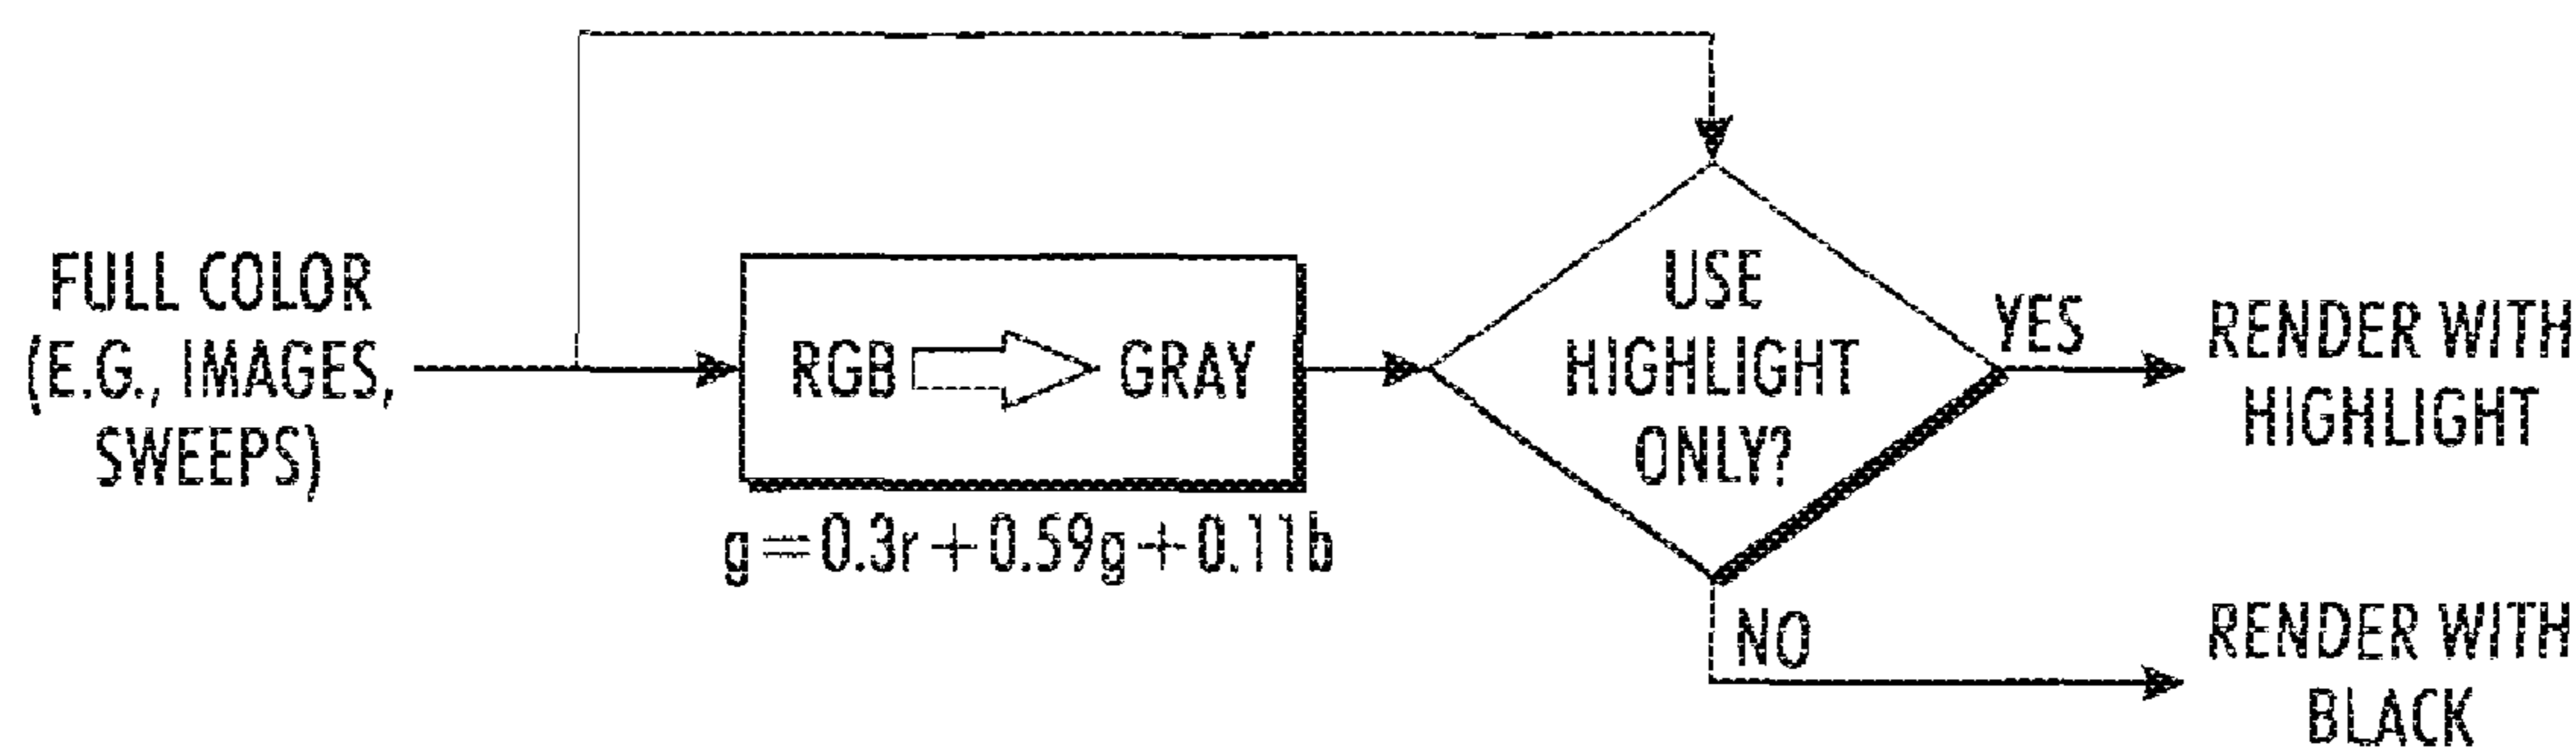 FULL COLOR
(E.G., IMAGES,
SWEEPS)
RGB GRAY
g = 0.3r + 0.59g + 0.11b
USE
HIGHLIGHT
ONLY?
YES
RENDER WITH
HIGHLIGHT
NO
RENDER WITH
BLACK